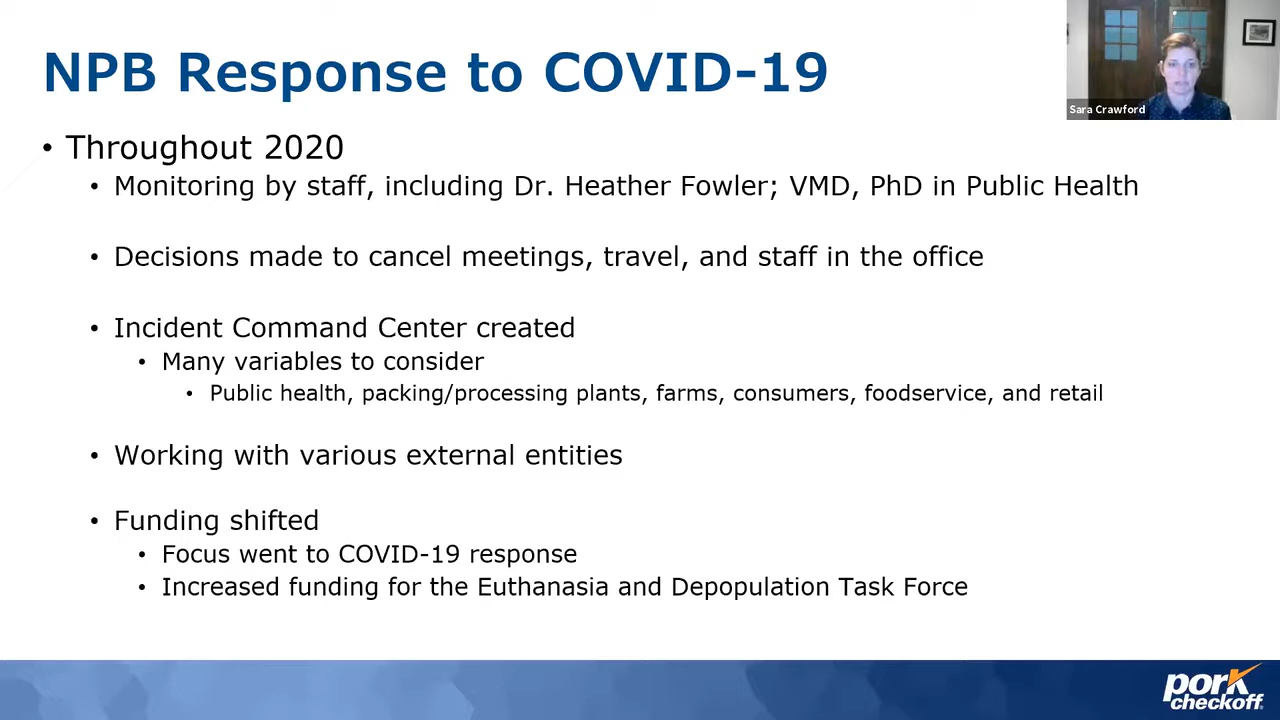 NPB Response to COVID-19
Sara Crawford
• Throughout 2020
• Monitoring by staff, including Dr. Heather Fowler; VMD, PhD in Public Health
• Decisions made to cancel meetings, travel, and staff in the office
• Incident Command Center created
• Many variables to consider
• Public health, packing/processing plants, farms, consumers, foodservice, and retail
• Working with various external entities
• Funding shifted
• Focus went to COVID-19 response
• Increased funding for the Euthanasia and Depopulation Task Force
pork
checkoff®